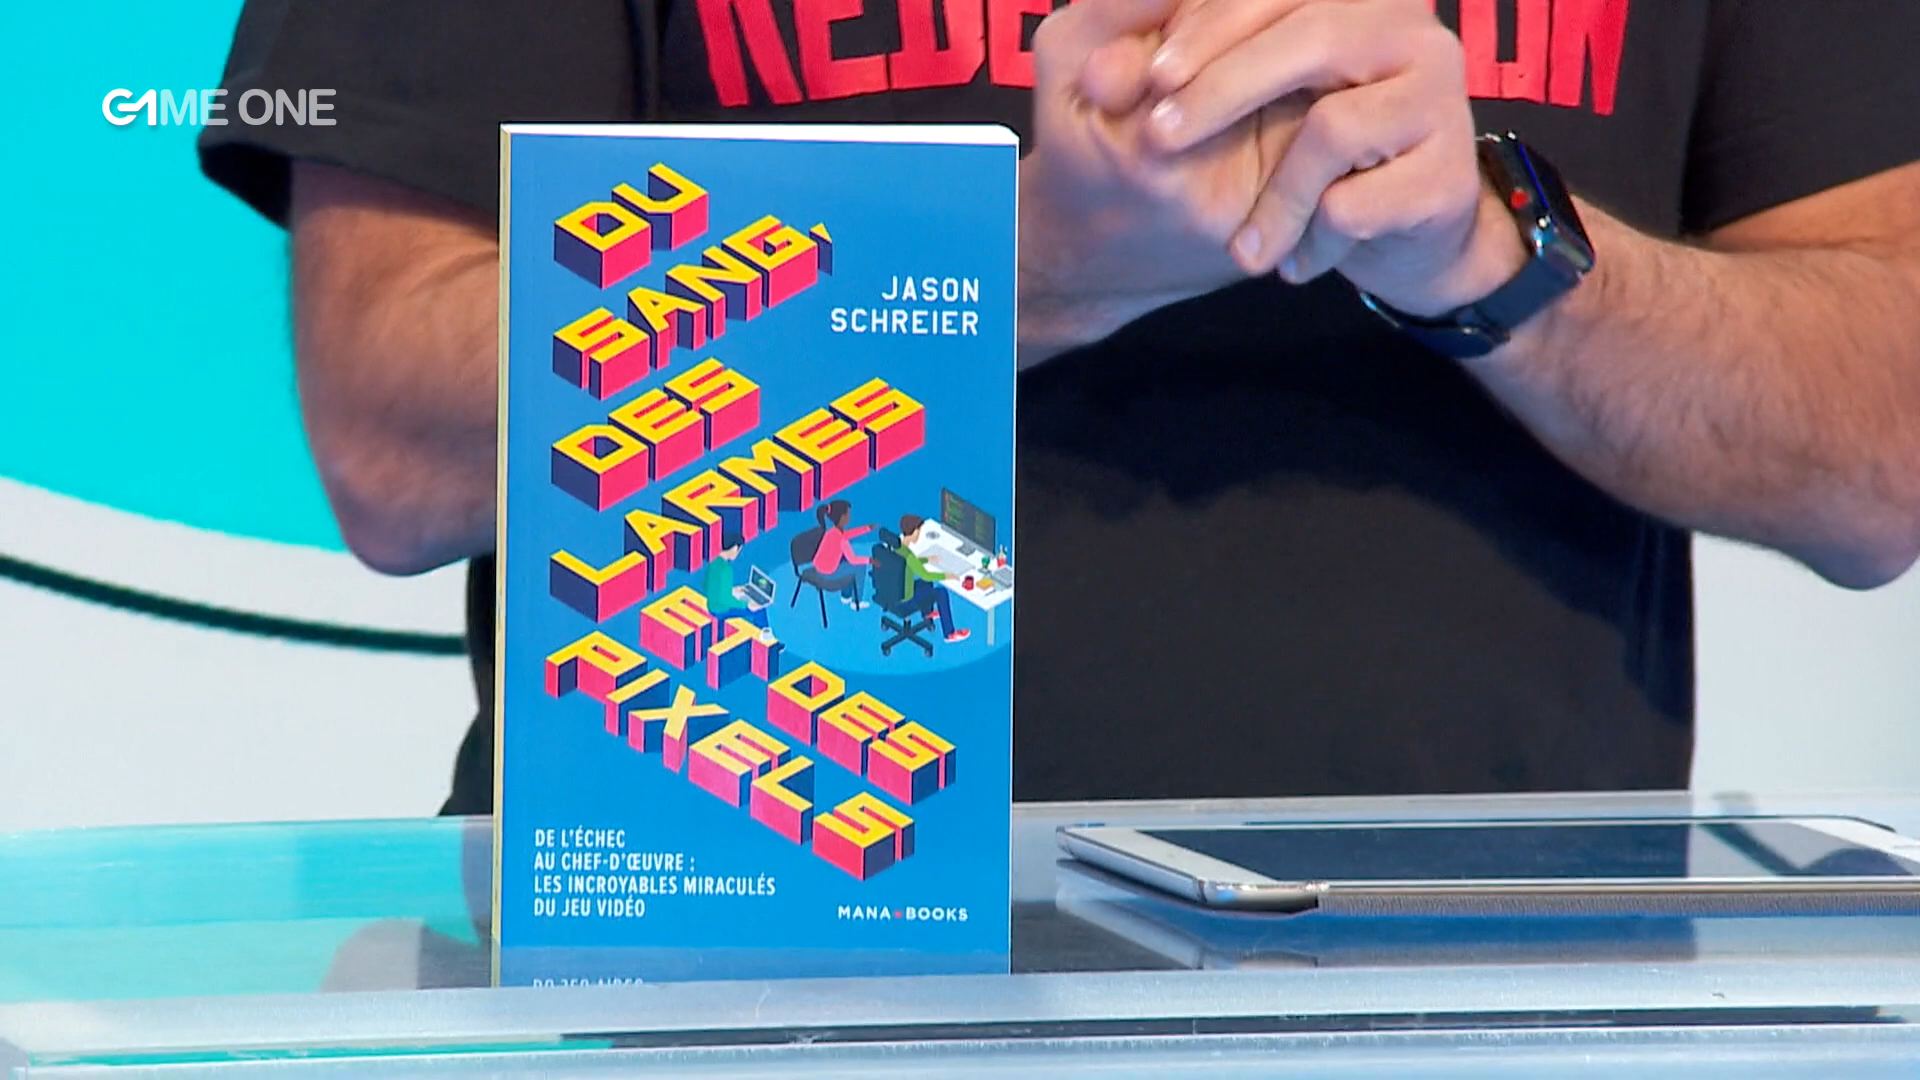 GAME ONE
DU
SANG,
DES
LARMES
ET DES
PIXELS
JASON
SCHREIER
DE L'ÉCHEC
AU CHEF-D'ŒUVRE :
LES INCROYABLES MIRACULÉS
DU JEU VIDÉO
MANA BOOKS